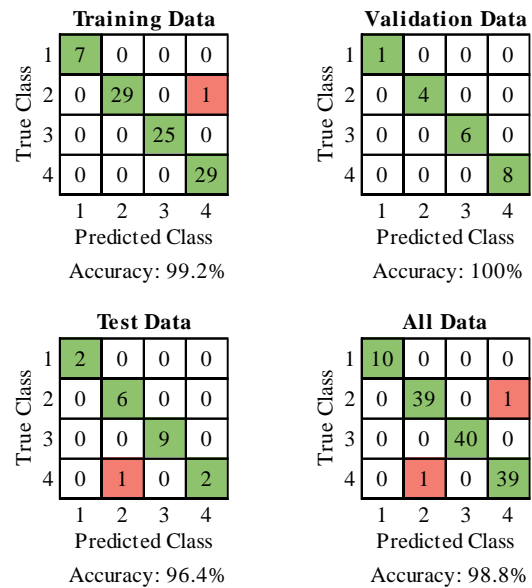 Training Data
True Class
1 7 0 0 0
2 0 29 0 1
3 0 0 25 0
4 0 0 0 29
1 2 3 4
Predicted Class
Accuracy: 99.2%
Validation Data
True Class
1 1 0 0 0
2 0 4 0 0
3 0 0 6 0
4 0 0 0 8
1 2 3 4
Predicted Class
Accuracy: 100%
Test Data
True Class
1 2 0 0 0
2 0 6 0 0
3 0 0 9 0
4 0 1 0 2
1 2 3 4
Predicted Class
Accuracy: 96.4%
All Data
True Class
1 10 0 0 0
2 0 39 0 1
3 0 0 40 0
4 0 1 0 39
1 2 3 4
Predicted Class
Accuracy: 98.8%